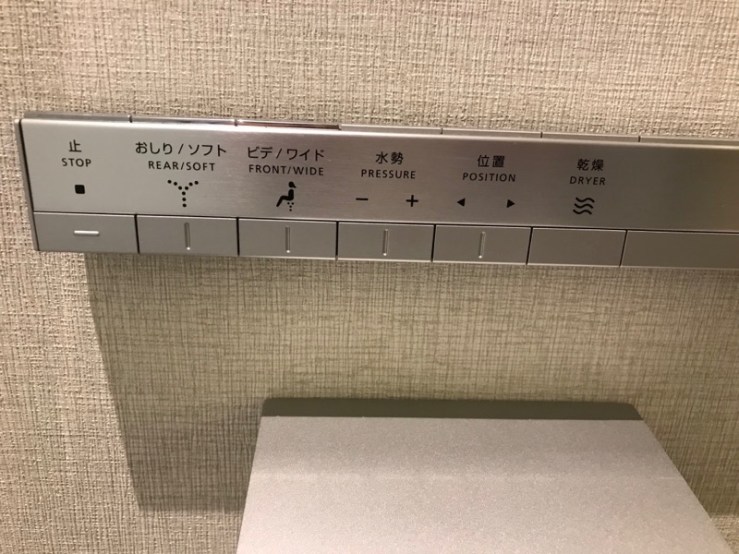 止
STOP
おしり/ソフト
REAR/SOFT
ビデ/ワイド
FRONT/WIDE
水勢
PRESSURE
− +
位置
POSITION
乾燥
DRYER